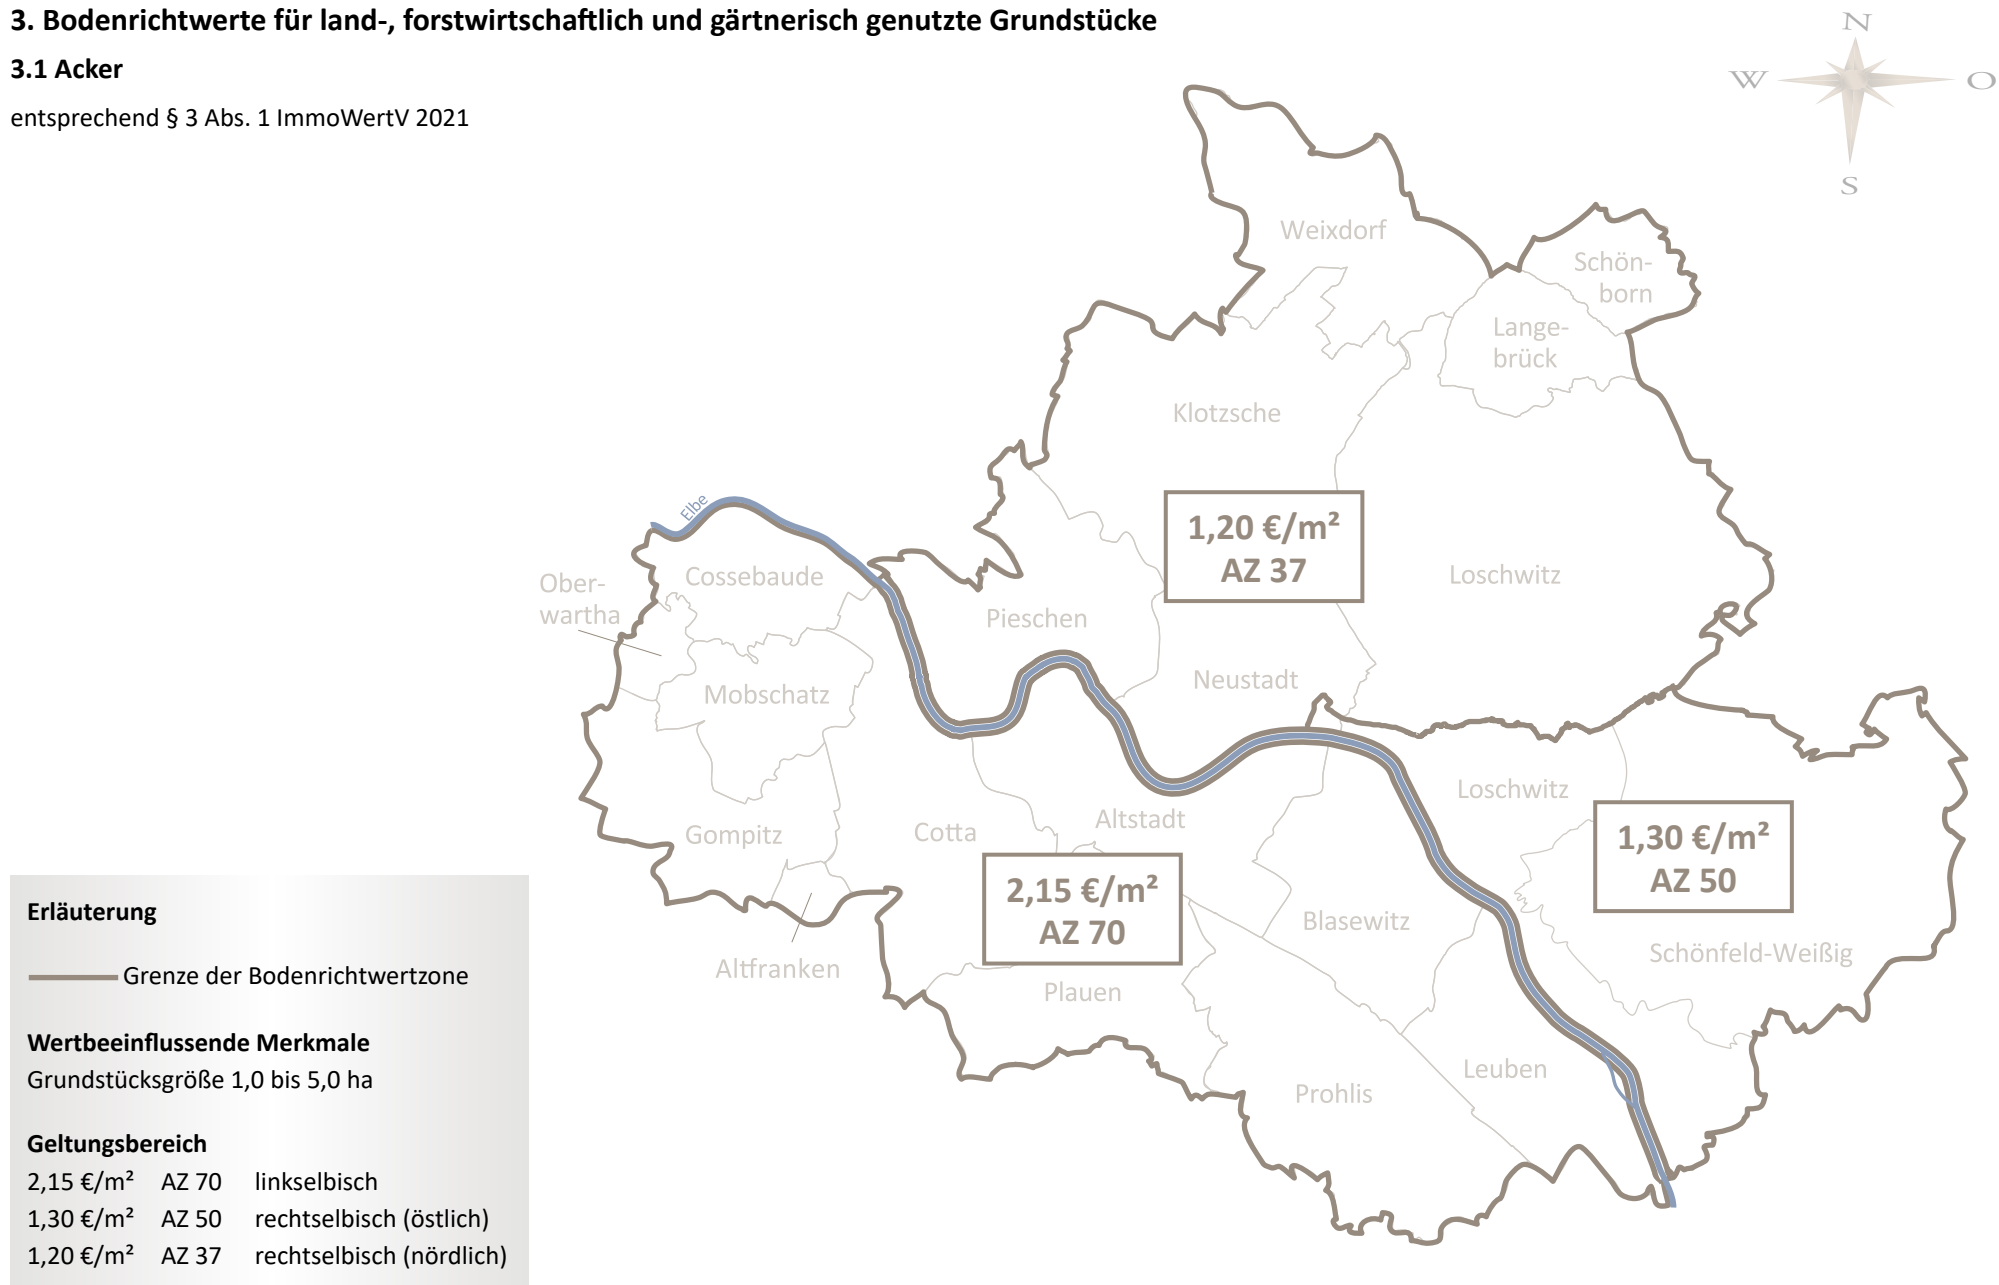 3. Bodenrichtwerte für land-, forstwirtschaftlich und gärtnerisch genutzte Grundstücke
3.1 Acker
entsprechend § 3 Abs. 1 ImmoWertV 2021
N
W
O
S
Weixdorf
Schön-
born
Lange-
brück
Klotzsche
Elbe
1,20 €/m²
AZ 37
Cossebaude
Ober-
wartha
Pieschen
Loschwitz
Mobschatz
Neustadt
Loschwitz
Gompitz
Cotta
Altstadt
1,30 €/m²
AZ 50
2,15 €/m²
AZ 70
Blasewitz
Schönfeld-Weißig
Altfranken
Plauen
Leuben
Prohlis
Erläuterung
Grenze der Bodenrichtwertzone
Wertbeeinflussende Merkmale
Grundstücksgröße 1,0 bis 5,0 ha
Geltungsbereich
2,15 €/m² AZ 70 linkselbisch
1,30 €/m² AZ 50 rechtselbisch (östlich)
1,20 €/m² AZ 37 rechtselbisch (nördlich)